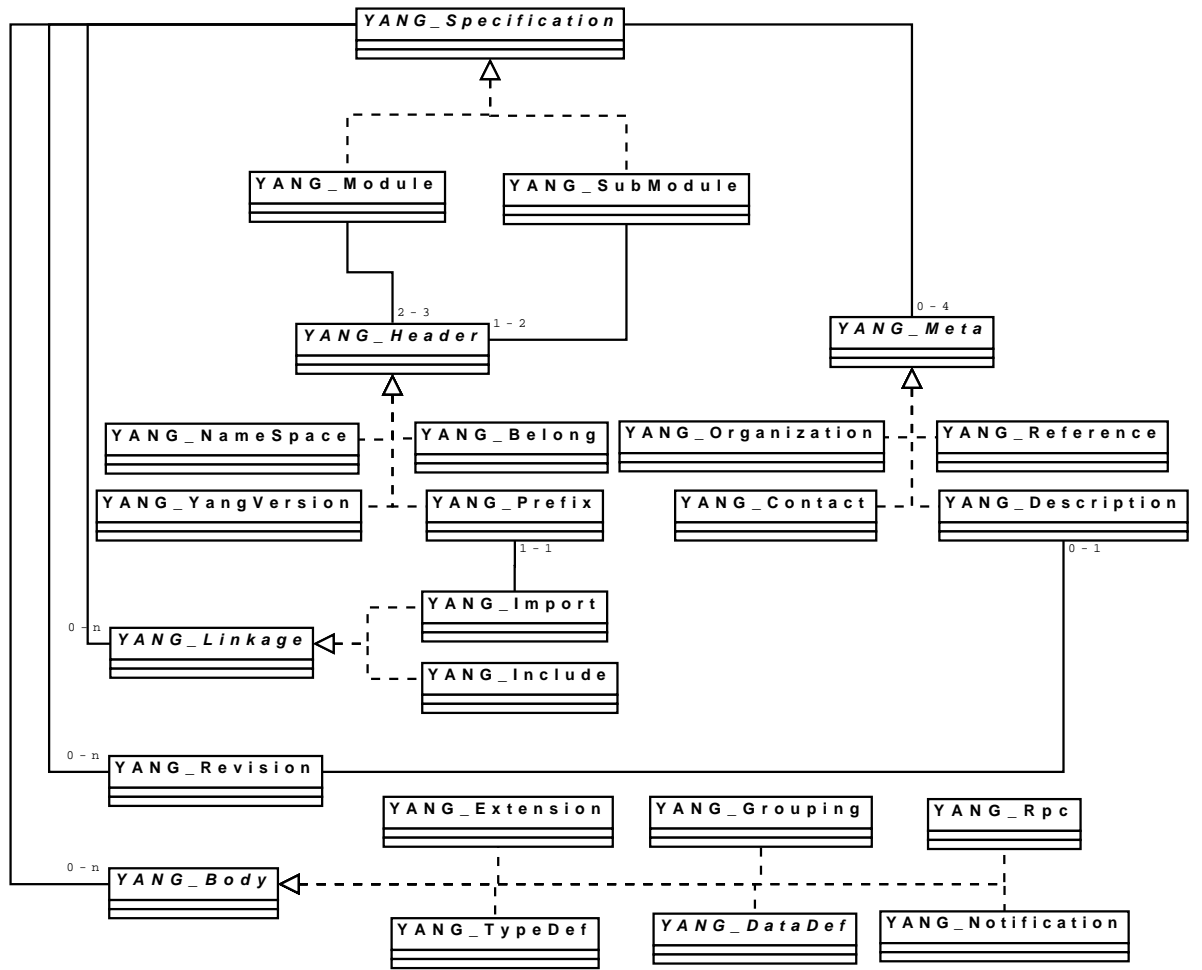 YANG_Specification
YANG_Module
YANG_SubModule
2-3
1-2
0-4
YANG_Header
YANG_Meta
YANG_NameSpace
YANG_Belong
YANG_Organization
YANG_Reference
YANG_YangVersion
YANG_Prefix
YANG_Contact
YANG_Description
1-1
0-1
YANG_Import
0-n
YANG_Linkage
YANG_Include
0-n
YANG_Revision
YANG_Extension
YANG_Grouping
YANG_Rpc
0-n
YANG_Body
YANG_TypeDef
YANG_DataDef
YANG_Notification